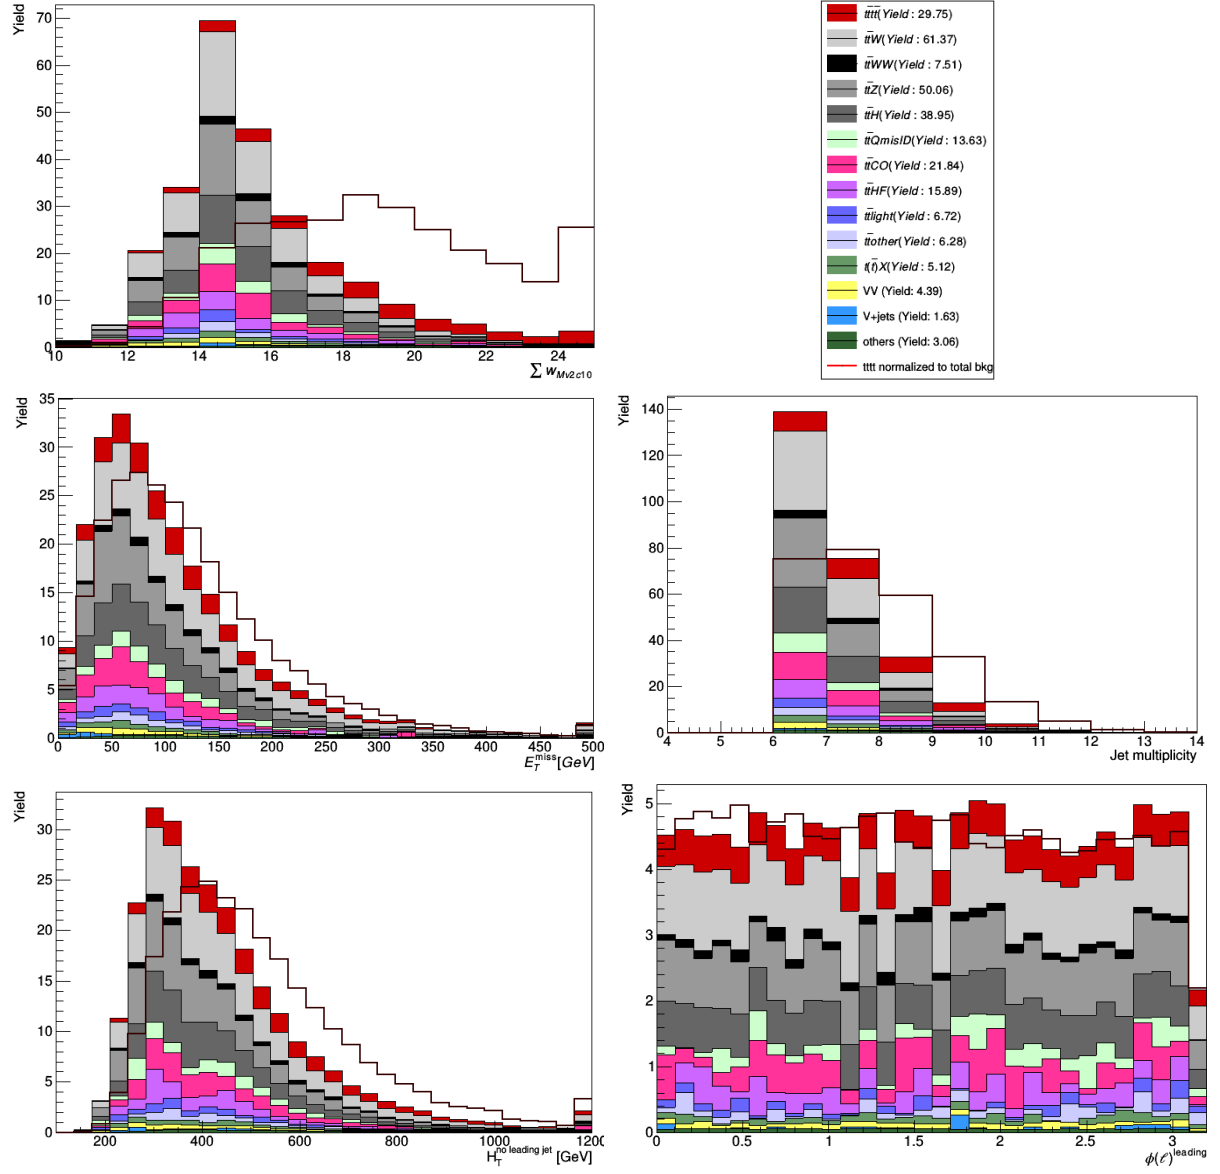 Yield
70
60
50
40
30
20
10
0
10 12 14 16 18 20 22 24
∑ w_Mv2c10
tt̄tt̄(Yield : 29.75)
tt̄W(Yield : 61.37)
tt̄WW(Yield : 7.51)
tt̄Z(Yield : 50.06)
tt̄H(Yield : 38.95)
tt̄QmisID(Yield : 13.63)
tt̄CO(Yield : 21.84)
tt̄HF(Yield : 15.89)
tt̄light(Yield : 6.72)
tt̄other(Yield : 6.28)
t(t̄)X(Yield : 5.12)
VV (Yield: 4.39)
V+jets (Yield: 1.63)
others (Yield: 3.06)
tttt normalized to total bkg
Yield
35
30
25
20
15
10
5
0
0 50 100 150 200 250 300 350 400 450 500
E_T^miss [GeV]
Yield
140
120
100
80
60
40
20
0
4 5 6 7 8 9 10 11 12 13 14
Jet multiplicity
Yield
30
25
20
15
10
5
0
200 400 600 800 1000 1200
H_T^no leading jet [GeV]
Yield
5
4
3
2
1
0
0 0.5 1 1.5 2 2.5 3
ϕ(ℓ)^leading